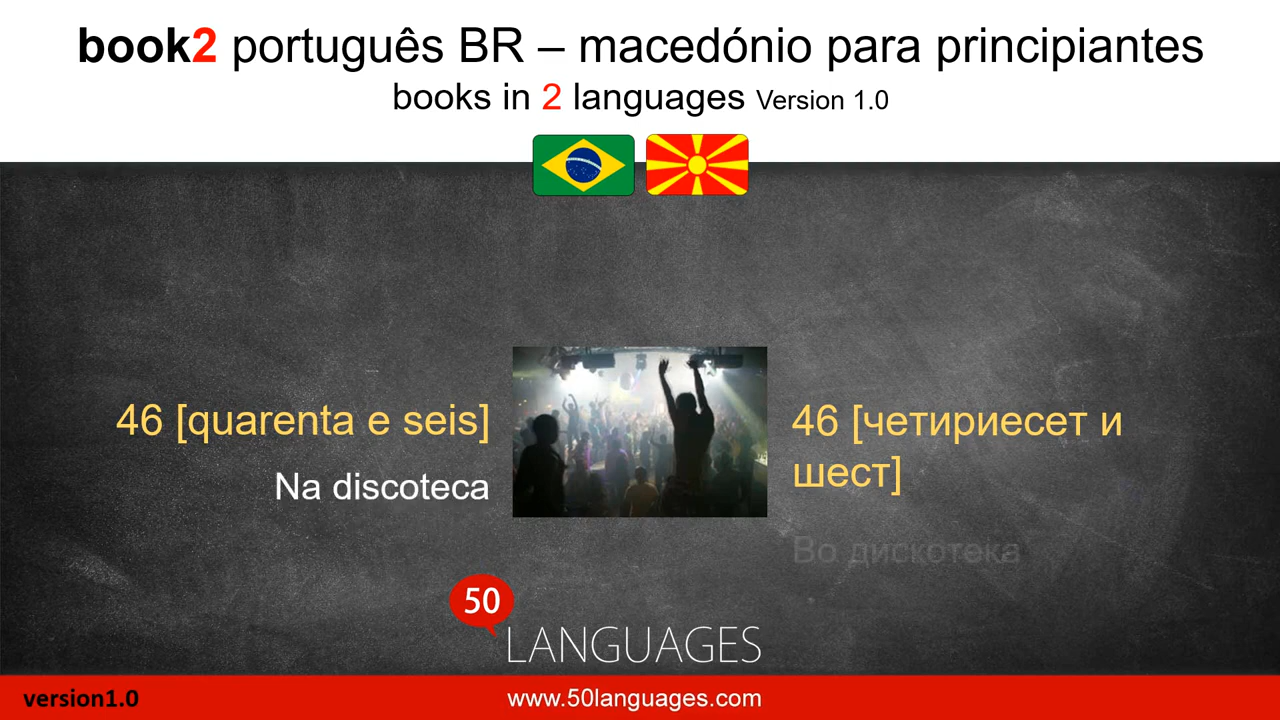 book2 português BR – macedónio para principiantes
books in 2 languages Version 1.0
46 [quarenta e seis]
Na discoteca
46 [четириесет и
шест]
Во дискотека
50
LANGUAGES
version1.0
www.50languages.com